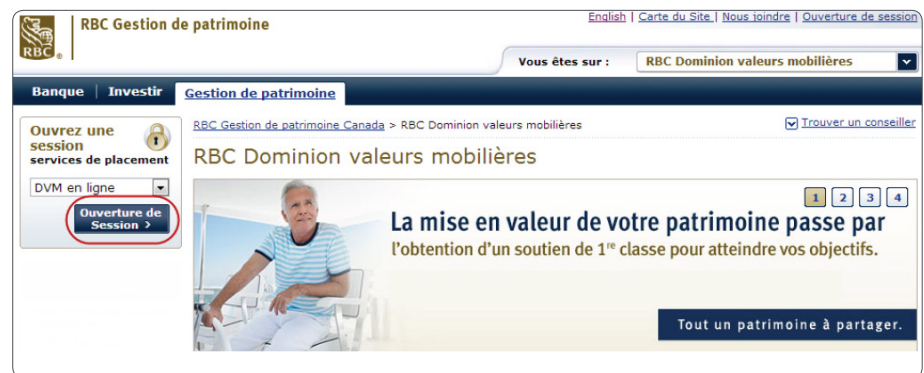 English | Carte du Site | Nous joindre | Ouverture de session
RBC Gestion de patrimoine
RBC®
Vous êtes sur : RBC Dominion valeurs mobilières
Banque | Investir Gestion de patrimoine
Ouvrez une
session
services de placement
DVM en ligne
Ouverture de
Session >
RBC Gestion de patrimoine Canada > RBC Dominion valeurs mobilières
Trouver un conseiller
RBC Dominion valeurs mobilières
1 2 3 4
La mise en valeur de votre patrimoine passe par
l'obtention d'un soutien de 1re classe pour atteindre vos objectifs.
Tout un patrimoine à partager.